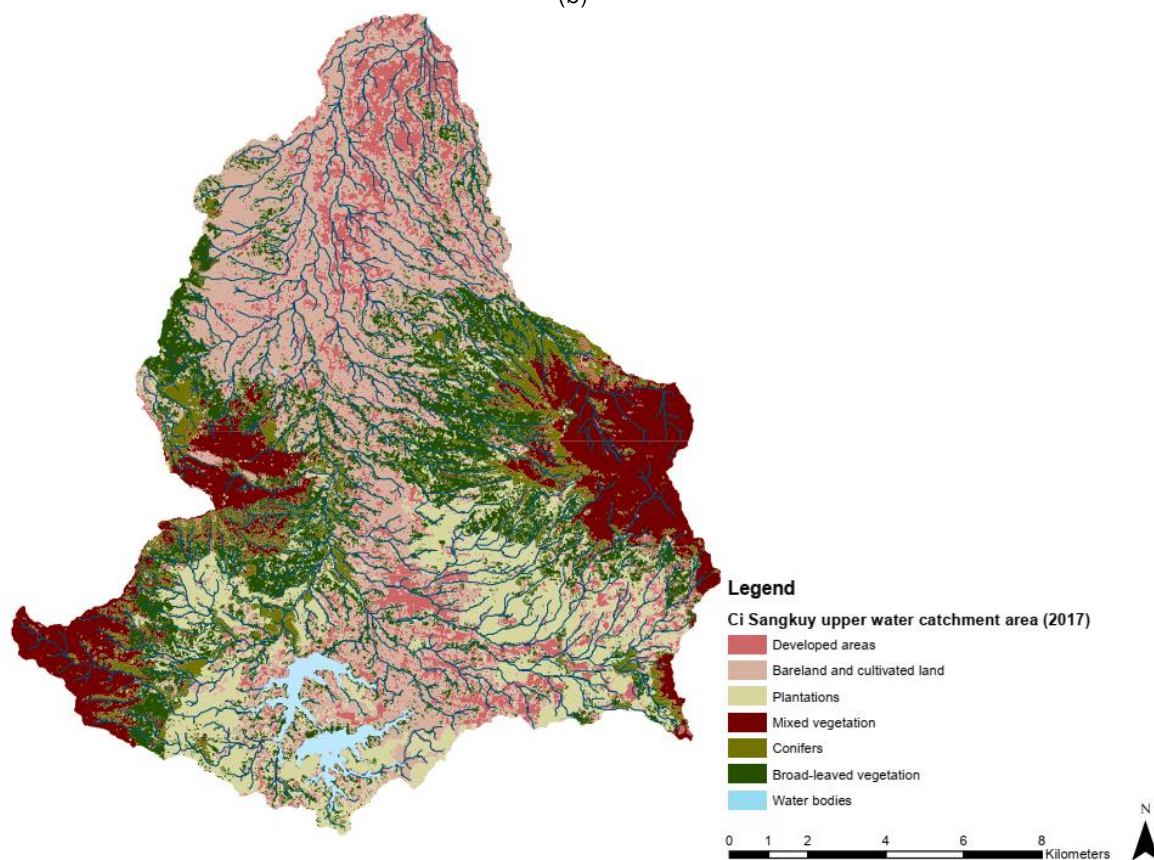 (b)
Legend
Ci Sangkuy upper water catchment area (2017)
Developed areas
Bareland and cultivated land
Plantations
Mixed vegetation
Conifers
Broad-leaved vegetation
Water bodies
N
0 1 2 4 6 8
Kilometers